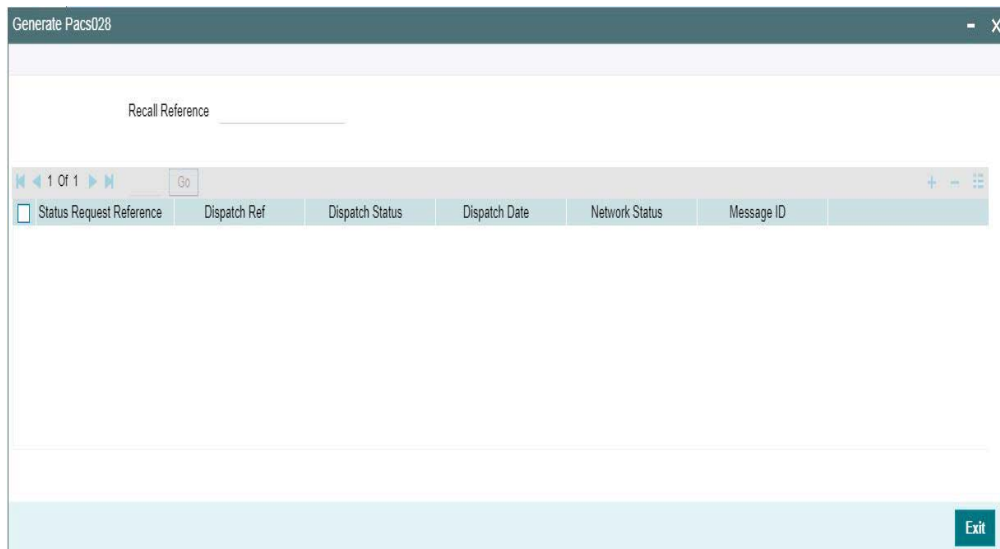 Generate Pacs028
Recall Reference
1 Of 1 Go
Status Request Reference Dispatch Ref Dispatch Status Dispatch Date Network Status Message ID
Exit